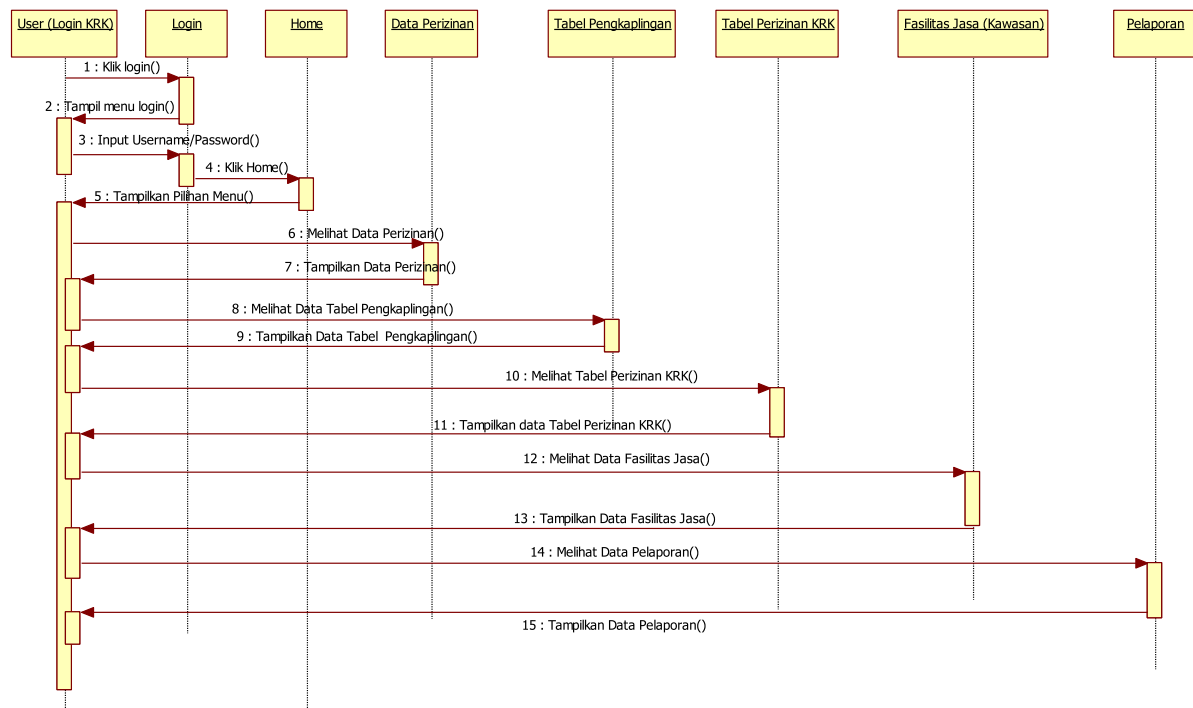 User (Login KRK)
Login
Home
Data Perizinan
Tabel Pengkaplingan
Tabel Perizinan KRK
Fasilitas Jasa (Kawasan)
Pelaporan
1 : Klik login()
2 : Tampil menu login()
3 : Input Username/Password()
4 : Klik Home()
5 : Tampilkan Pilihan Menu()
6 : Melihat Data Perizinan()
7 : Tampilkan Data Perizinan()
8 : Melihat Data Tabel Pengkaplingan()
9 : Tampilkan Data Tabel  Pengkaplingan()
10 : Melihat Tabel Perizinan KRK()
11 : Tampilkan data Tabel Perizinan KRK()
12 : Melihat Data Fasilitas Jasa()
13 : Tampilkan Data Fasilitas Jasa()
14 : Melihat Data Pelaporan()
15 : Tampilkan Data Pelaporan()